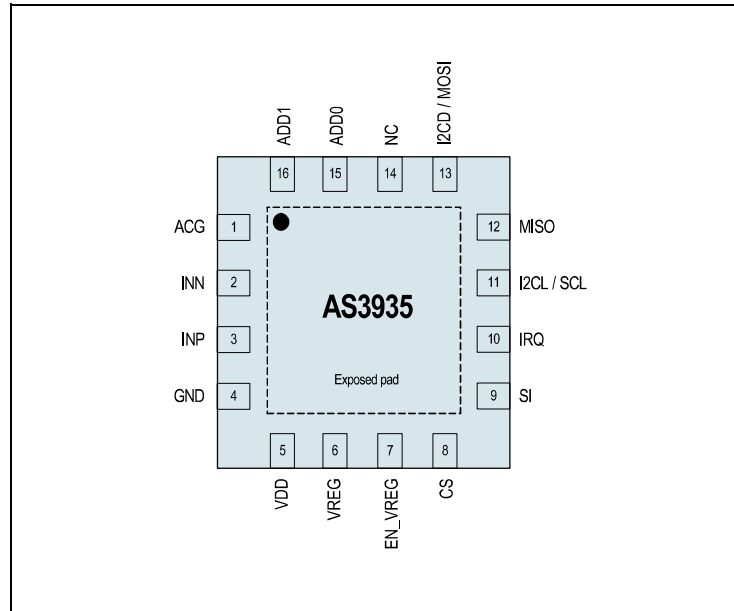 ADD1
ADD0
NC
I2CD / MOSI
16
15
14
13
ACG
1
12
MISO
INN
2
11
I2CL / SCL
AS3935
INP
3
10
IRQ
Exposed pad
GND
4
9
SI
5
6
7
8
VDD
VREG
EN_VREG
CS